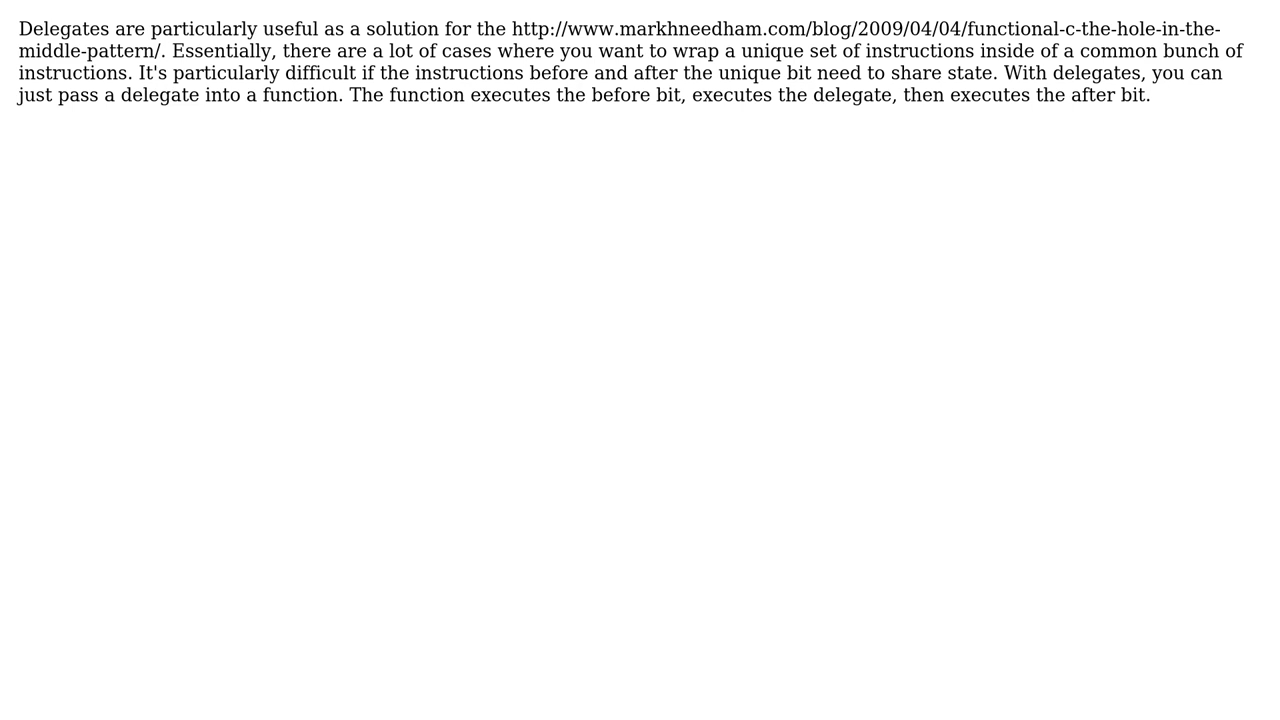 Delegates are particularly useful as a solution for the http://www.markhneedham.com/blog/2009/04/04/functional-c-the-hole-in-the-
middle-pattern/. Essentially, there are a lot of cases where you want to wrap a unique set of instructions inside of a common bunch of
instructions. It's particularly difficult if the instructions before and after the unique bit need to share state. With delegates, you can
just pass a delegate into a function. The function executes the before bit, executes the delegate, then executes the after bit.